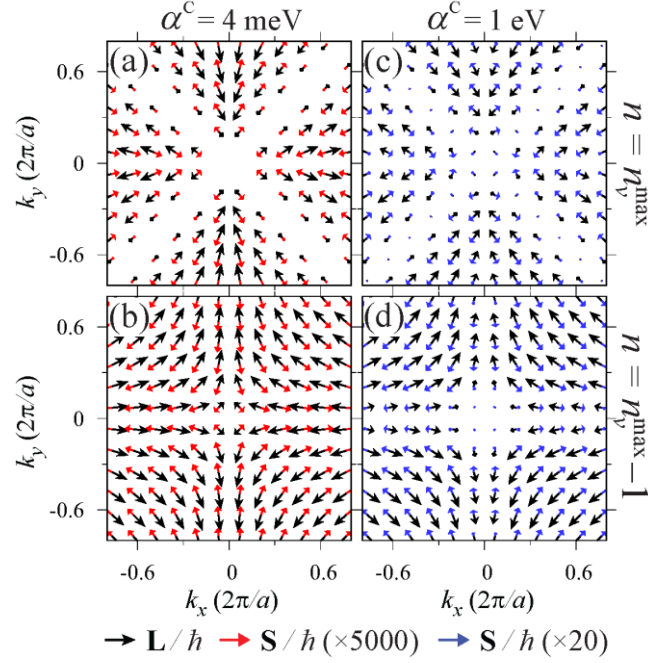 α^C = 4 meV α^C = 1 eV
(a) (c)
0.6
0
-0.6
k_y (2π/a)
n = n_v^max
(b) (d)
0.6
0
-0.6
k_y (2π/a)
n = n_v^max – 1
-0.6 0 0.6 -0.6 0 0.6
k_x (2π/a) k_x (2π/a)
L / ħ S / ħ (×5000) S / ħ (×20)